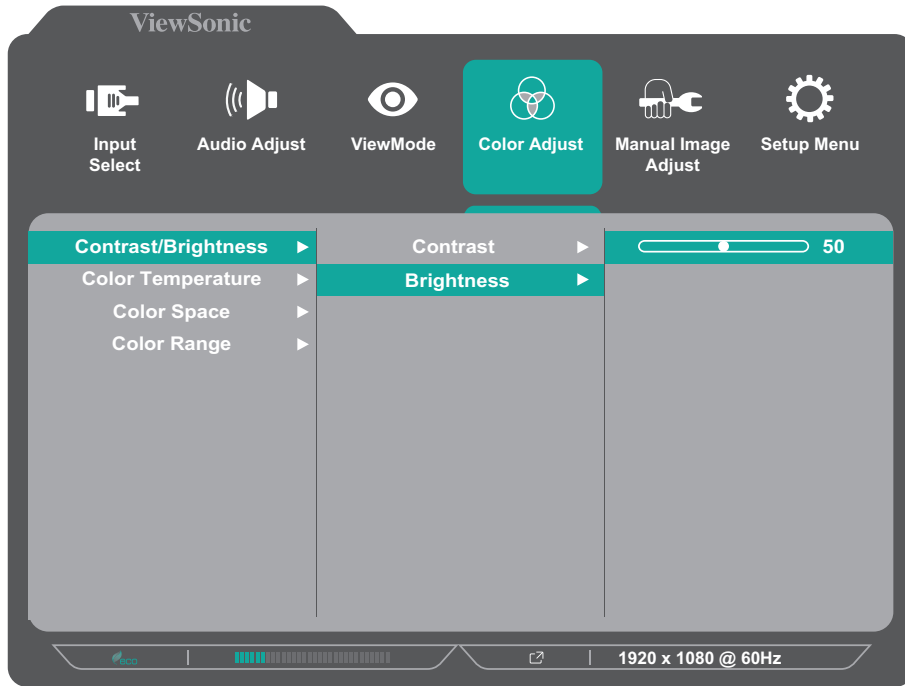 ViewSonic
Input Select
Audio Adjust
ViewMode
Color Adjust
Manual Image Adjust
Setup Menu
Contrast/Brightness
Contrast
50
Color Temperature
Brightness
Color Space
Color Range
eco
1920 x 1080 @ 60Hz